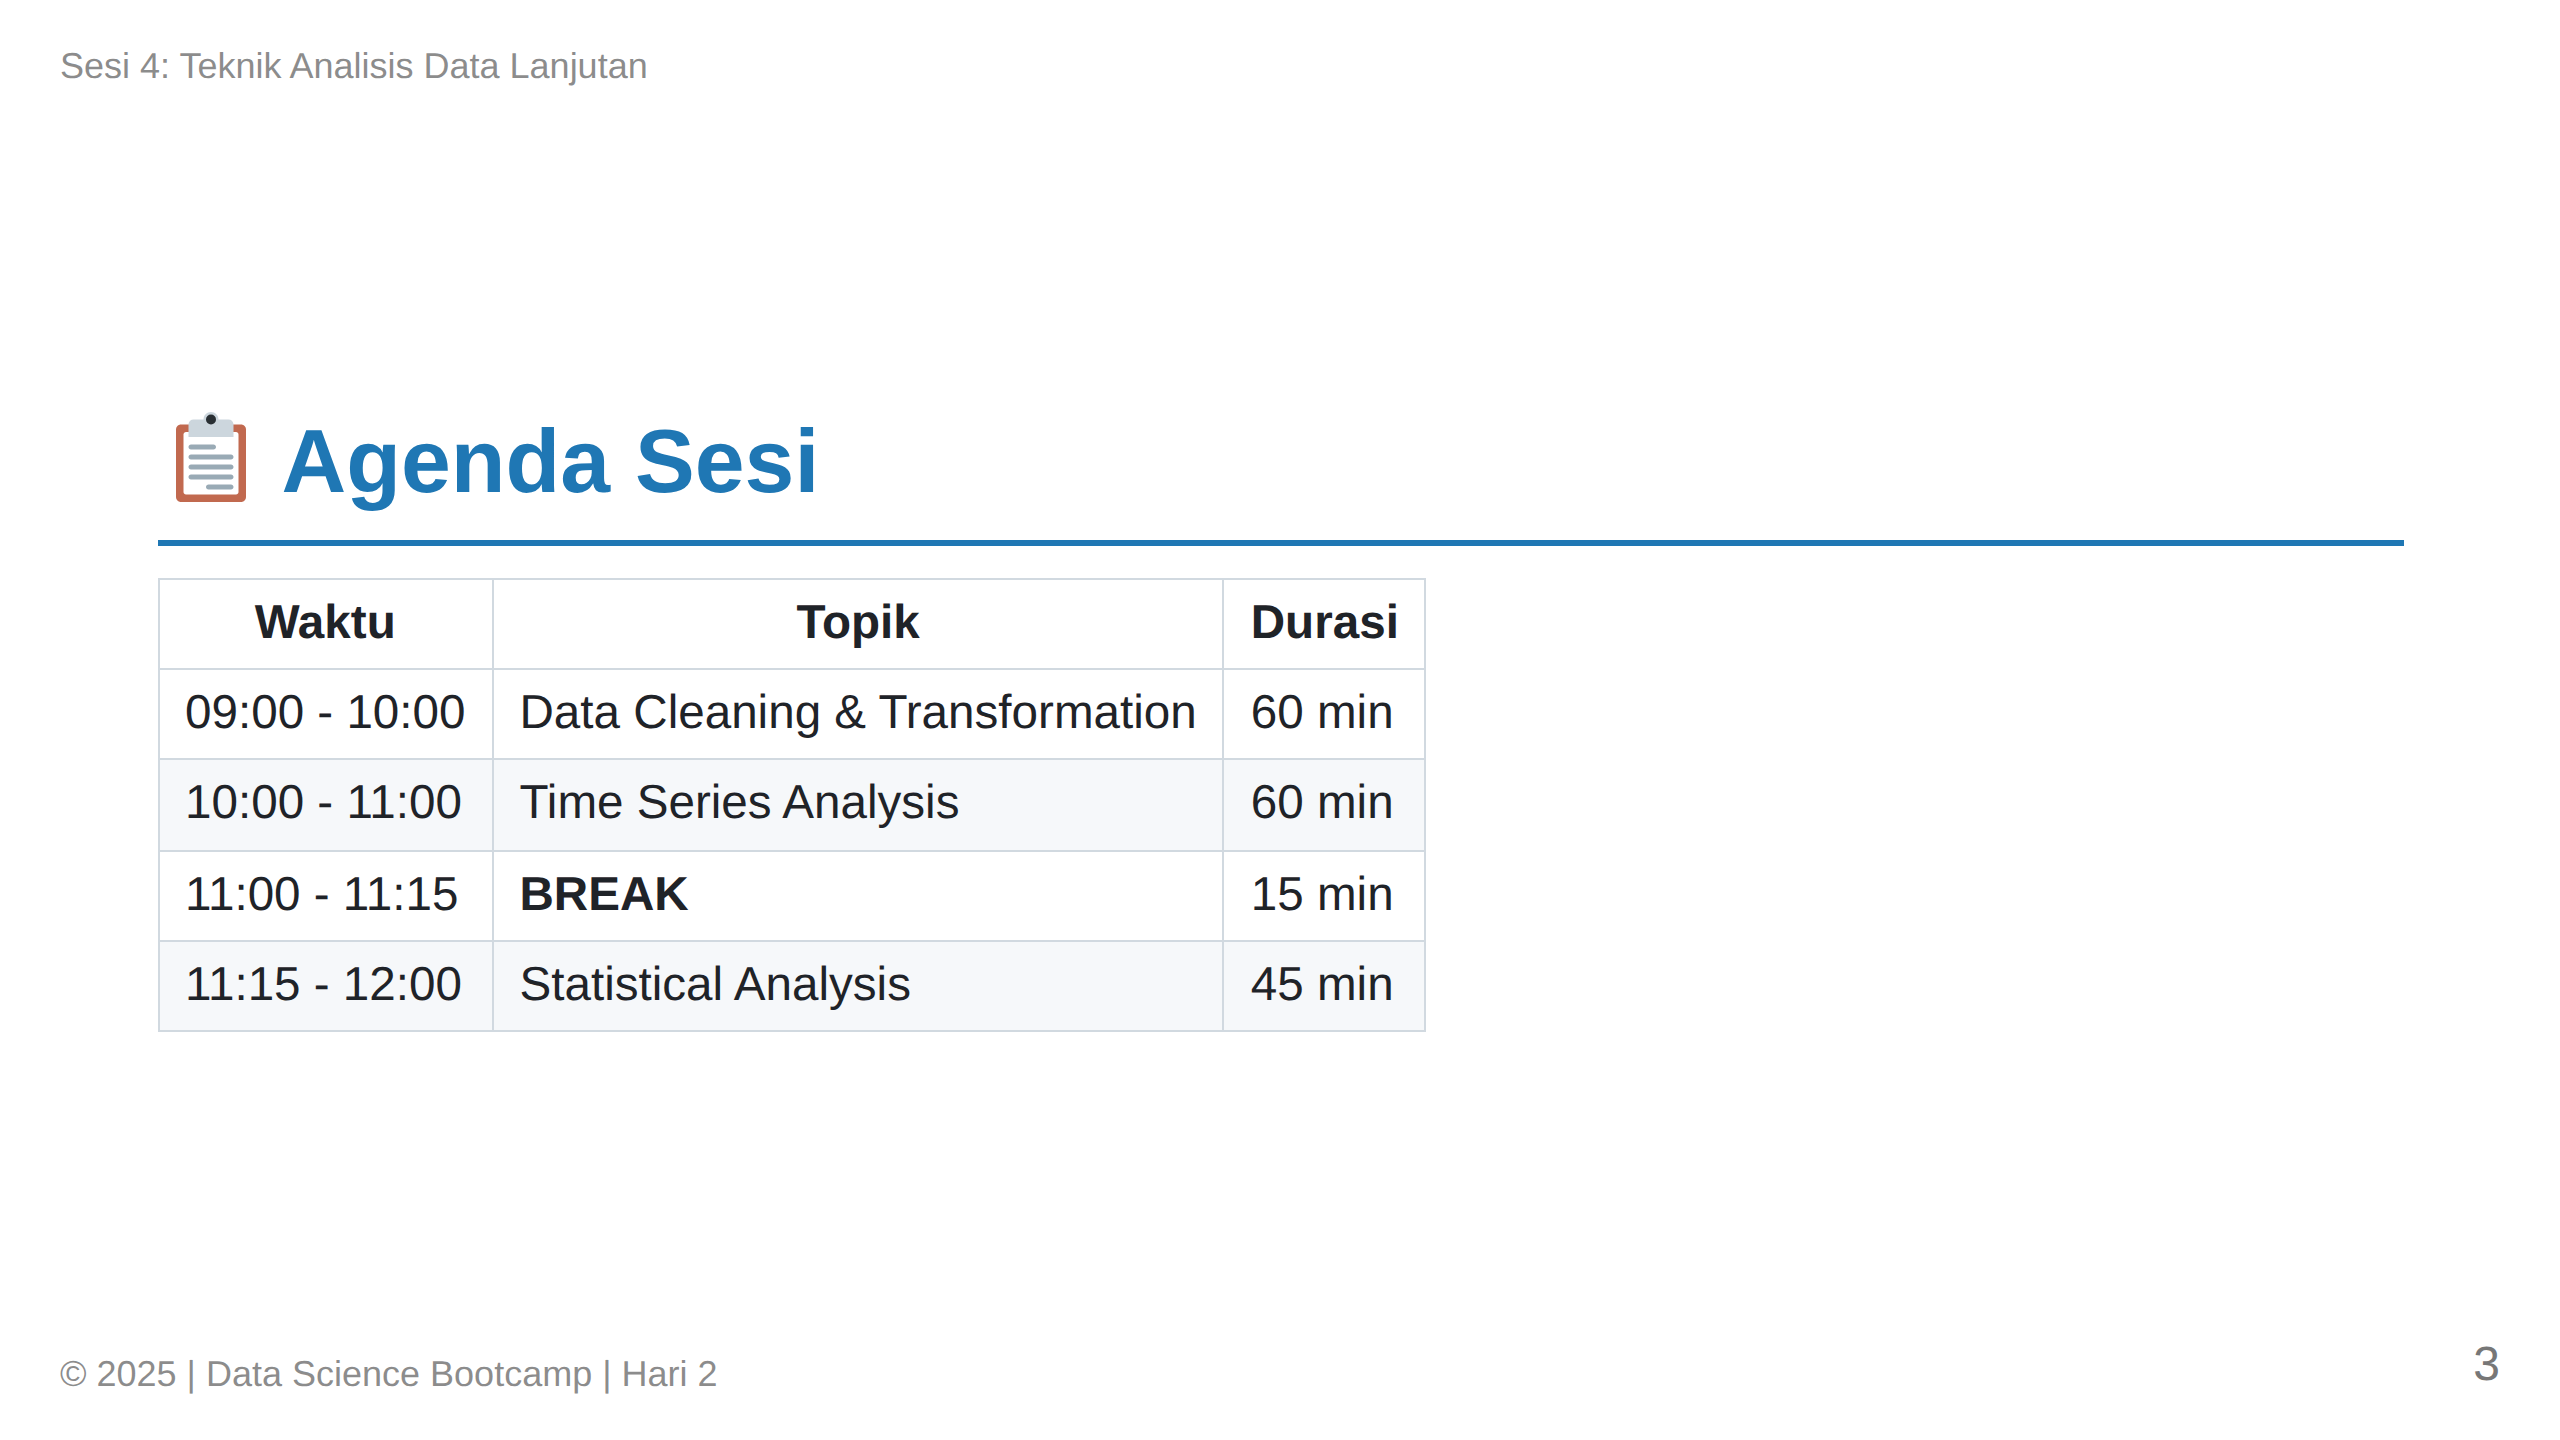 Sesi 4: Teknik Analisis Data Lanjutan
Agenda Sesi
Waktu Topik Durasi
09:00 - 10:00 Data Cleaning & Transformation 60 min
10:00 - 11:00 Time Series Analysis 60 min
11:00 - 11:15 BREAK 15 min
11:15 - 12:00 Statistical Analysis 45 min
© 2025 | Data Science Bootcamp | Hari 2
3